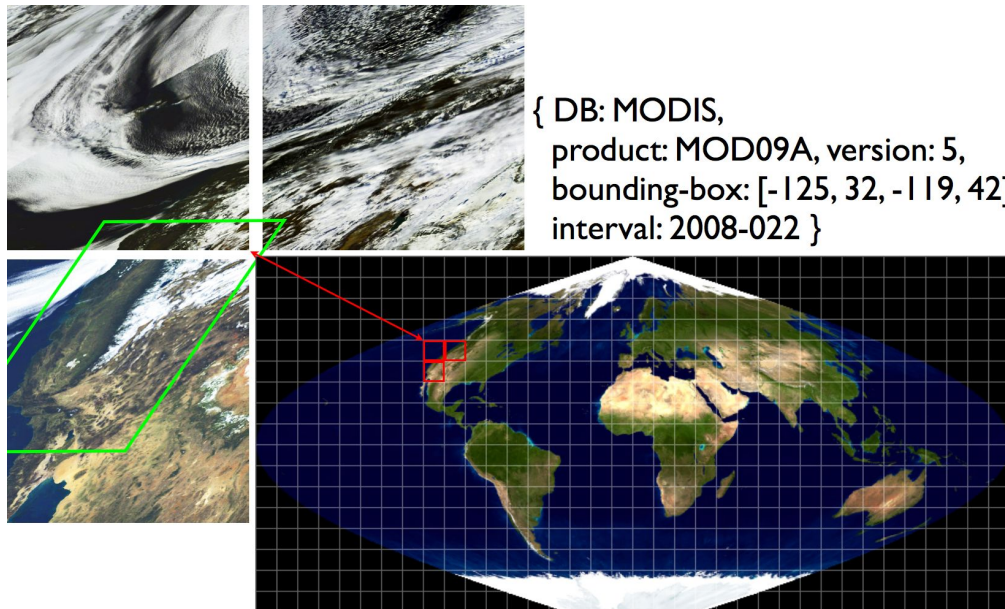 { DB: MODIS,
product: MOD09A, version: 5,
bounding-box: [-125, 32, -119, 42]
interval: 2008-022 }